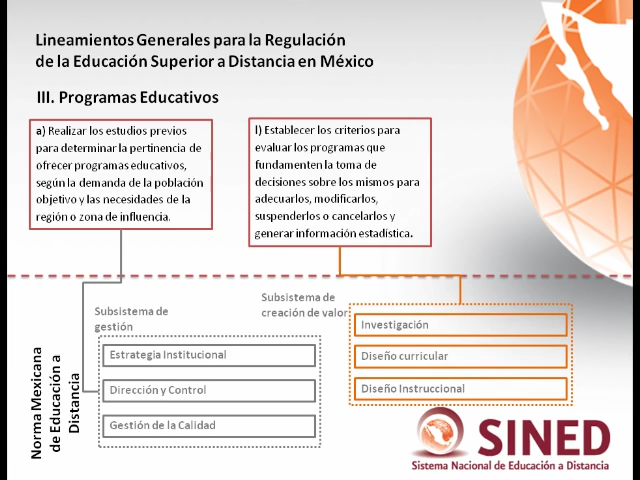 Lineamientos Generales para la Regulación
de la Educación Superior a Distancia en México
III. Programas Educativos
a) Realizar los estudios previos
para determinar la pertinencia de
ofrecer programas educativos,
según la demanda de la población
objetivo y las necesidades de la
región o zona de influencia.
l) Establecer los criterios para
evaluar los programas que
fundamenten la toma de
decisiones sobre los mismos para
adecuarlos, modificarlos,
suspenderlos o cancelarlos y
generar información estadística.
Norma Mexicana
de Educación a
Distancia
Subsistema de
gestión
Estrategia Institucional
Dirección y Control
Gestión de la Calidad
Subsistema de
creación de valor
Investigación
Diseño curricular
Diseño Instruccional
SINED
Sistema Nacional de Educación a Distancia